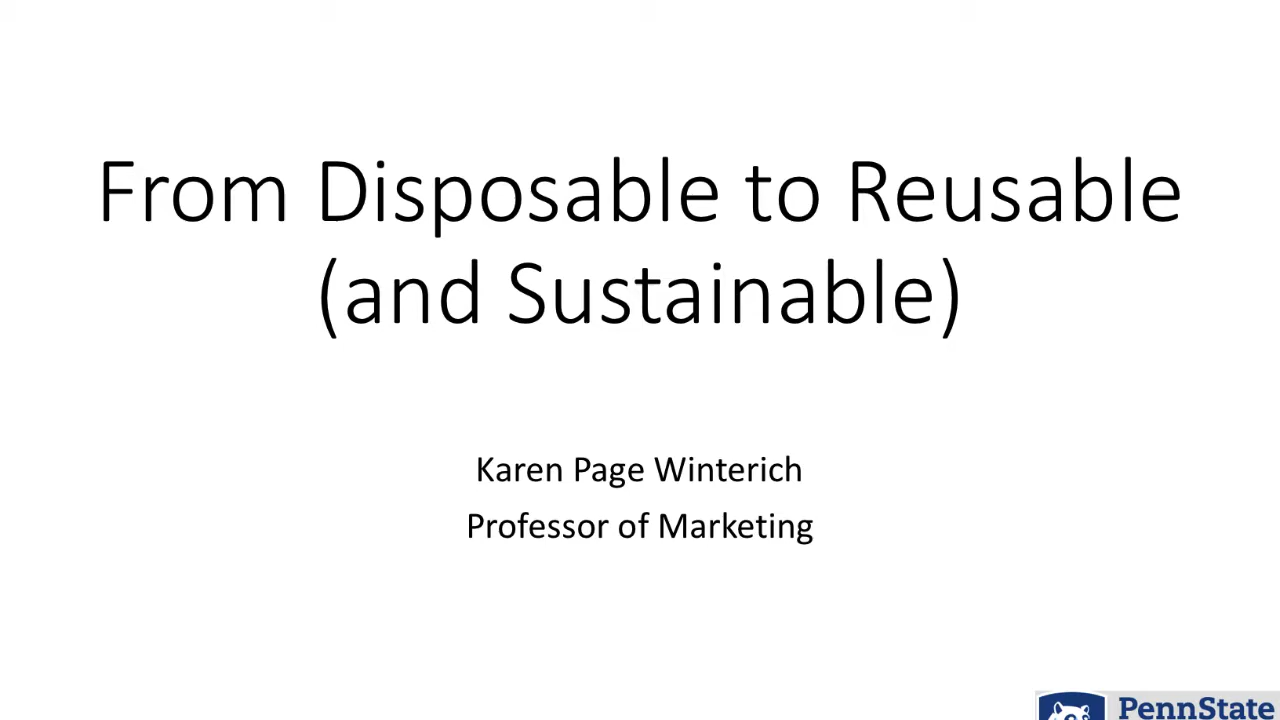 From Disposable to Reusable
(and Sustainable)
Karen Page Winterich
Professor of Marketing
PennState